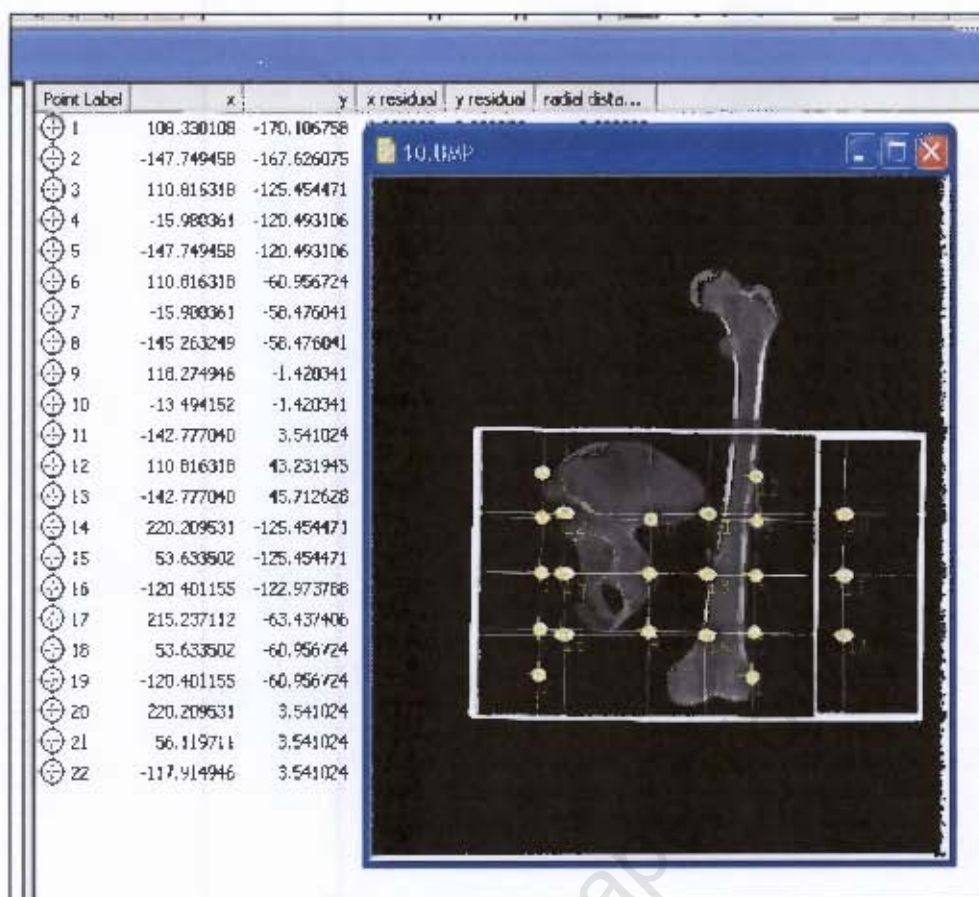 Point Label x y x residual y residual radial dista...
1 108.330108 -170.106758
2 -147.749458 -167.626075
10.BMP
3 110.816318 -125.454471
4 -15.980361 -120.493106
5 -147.749458 -120.493106
6 110.816318 -60.956724
7 -15.980361 -58.476041
8 -145.263249 -58.476041
9 118.274946 -1.420341
10 -13.494152 -1.420341
11 -142.777040 3.541024
12 110.816318 43.231945
13 -142.777040 45.712628
14 220.209531 -125.454471
15 53.633502 -125.454471
16 -120.401155 -122.973788
17 215.237112 -63.437406
18 53.633502 -60.956724
19 -120.401155 -60.956724
20 220.209531 3.541024
21 56.119711 3.541024
22 -117.914946 3.541024